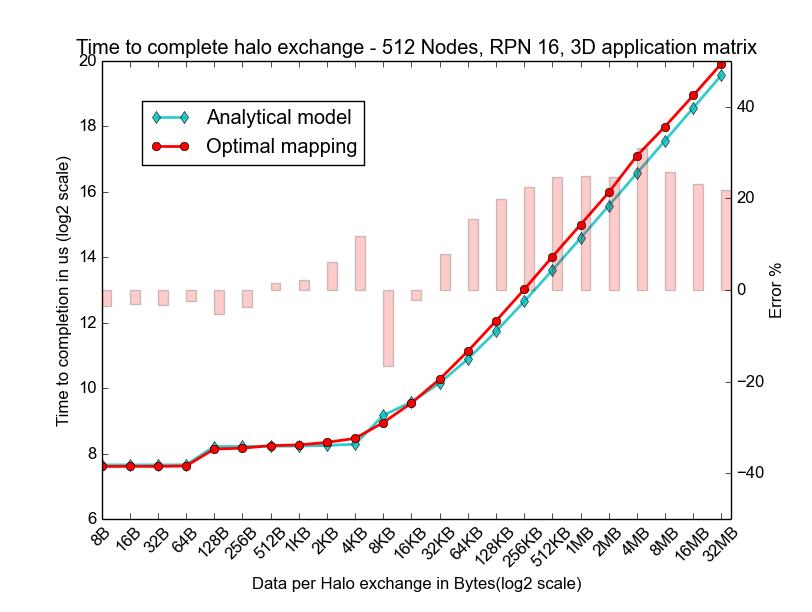 Time to complete halo exchange - 512 Nodes, RPN 16, 3D application matrix
Analytical model
Optimal mapping
Time to completion in us (log2 scale)
20
18
16
14
12
10
8
6
40
20
0
−20
−40
Error %
8B
16B
32B
64B
128B
256B
512B
1KB
2KB
4KB
8KB
16KB
32KB
64KB
128KB
256KB
512KB
1MB
2MB
4MB
8MB
16MB
32MB
Data per Halo exchange in Bytes(log2 scale)